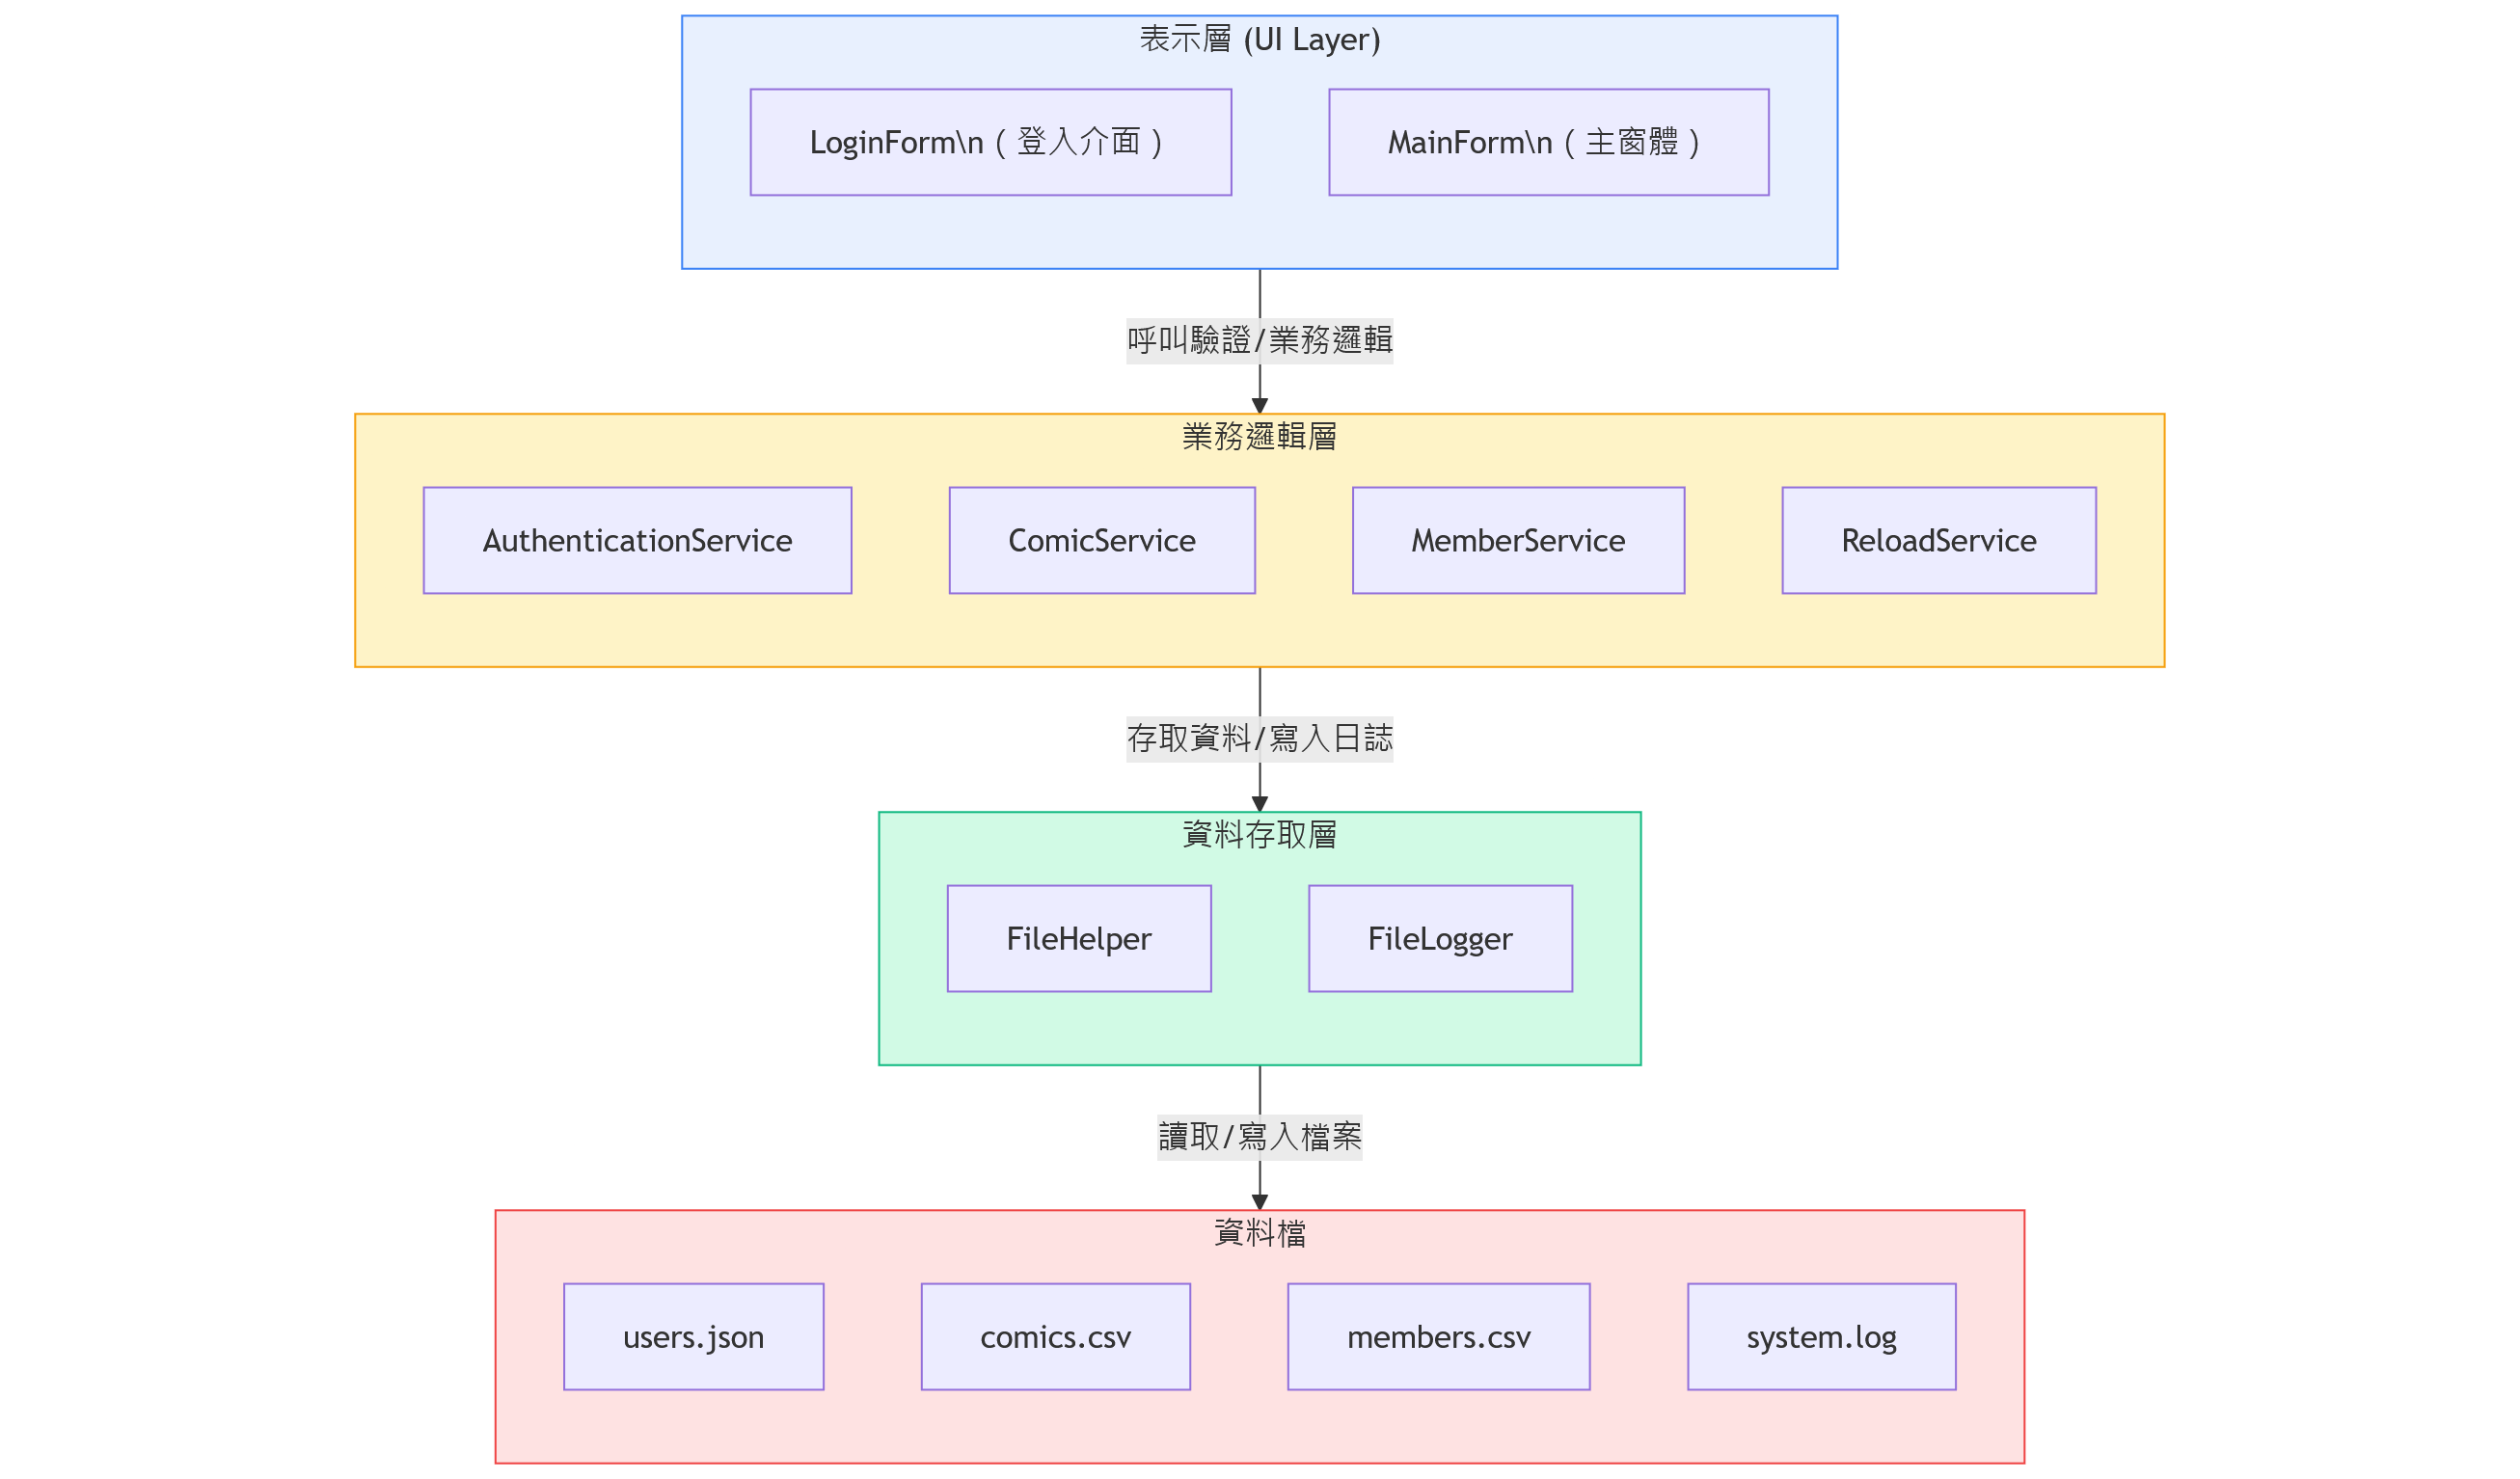 表示層 (UI Layer)
LoginForm\n（登入介面）
MainForm\n（主窗體）
呼叫驗證/業務邏輯
業務邏輯層
AuthenticationService
ComicService
MemberService
ReloadService
存取資料/寫入日誌
資料存取層
FileHelper
FileLogger
讀取/寫入檔案
資料檔
users.json
comics.csv
members.csv
system.log